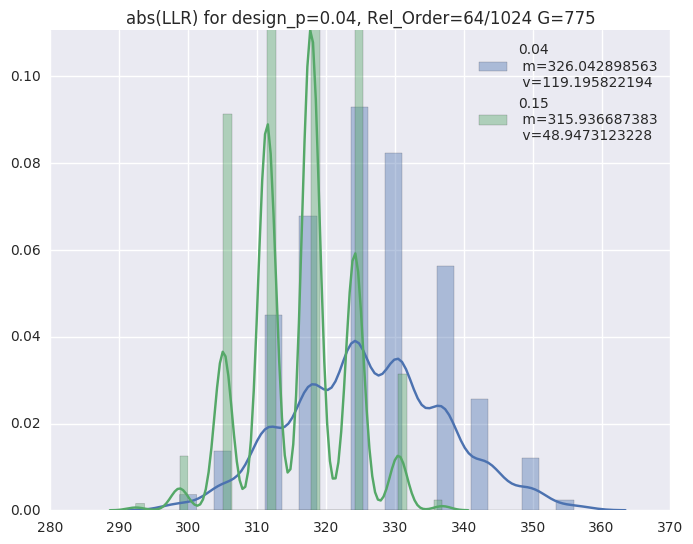 abs(LLR) for design_p=0.04, Rel_Order=64/1024 G=775
0.04
m=326.042898563
v=119.195822194
0.15
m=315.936687383
v=48.9473123228
0.10
0.08
0.06
0.04
0.02
0.00
280 290 300 310 320 330 340 350 360 370